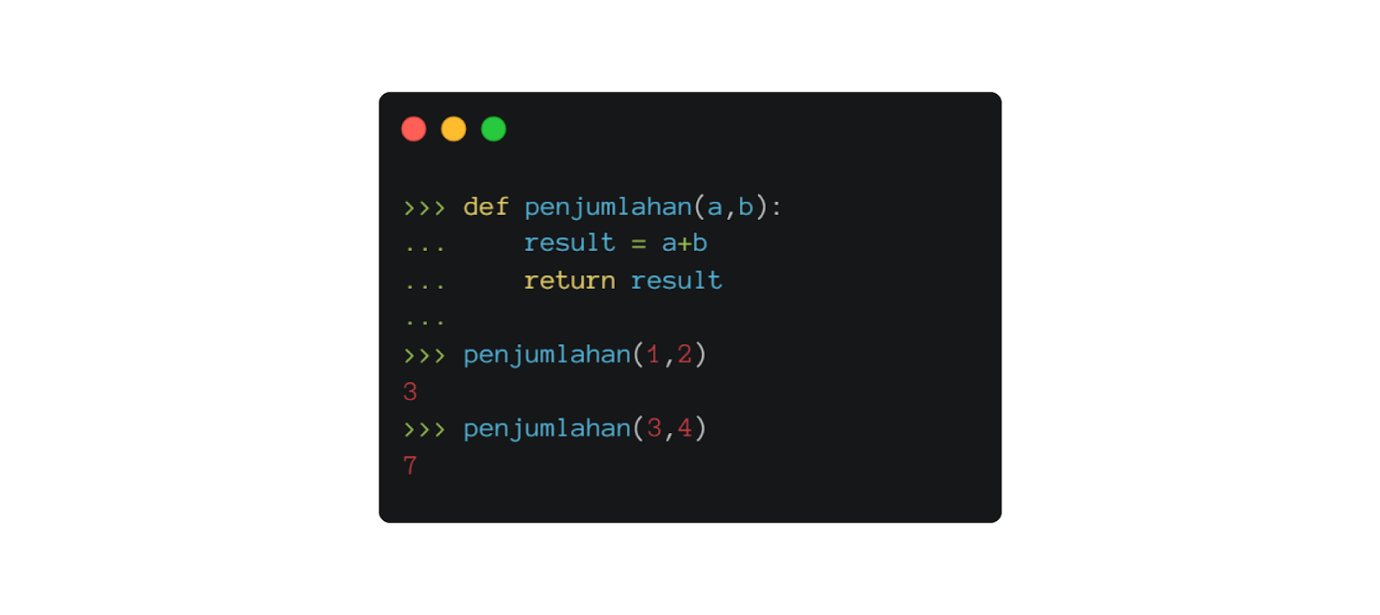 >>> def penjumlahan(a,b):
...     result = a+b
...     return result
...
>>> penjumlahan(1,2)
3
>>> penjumlahan(3,4)
7